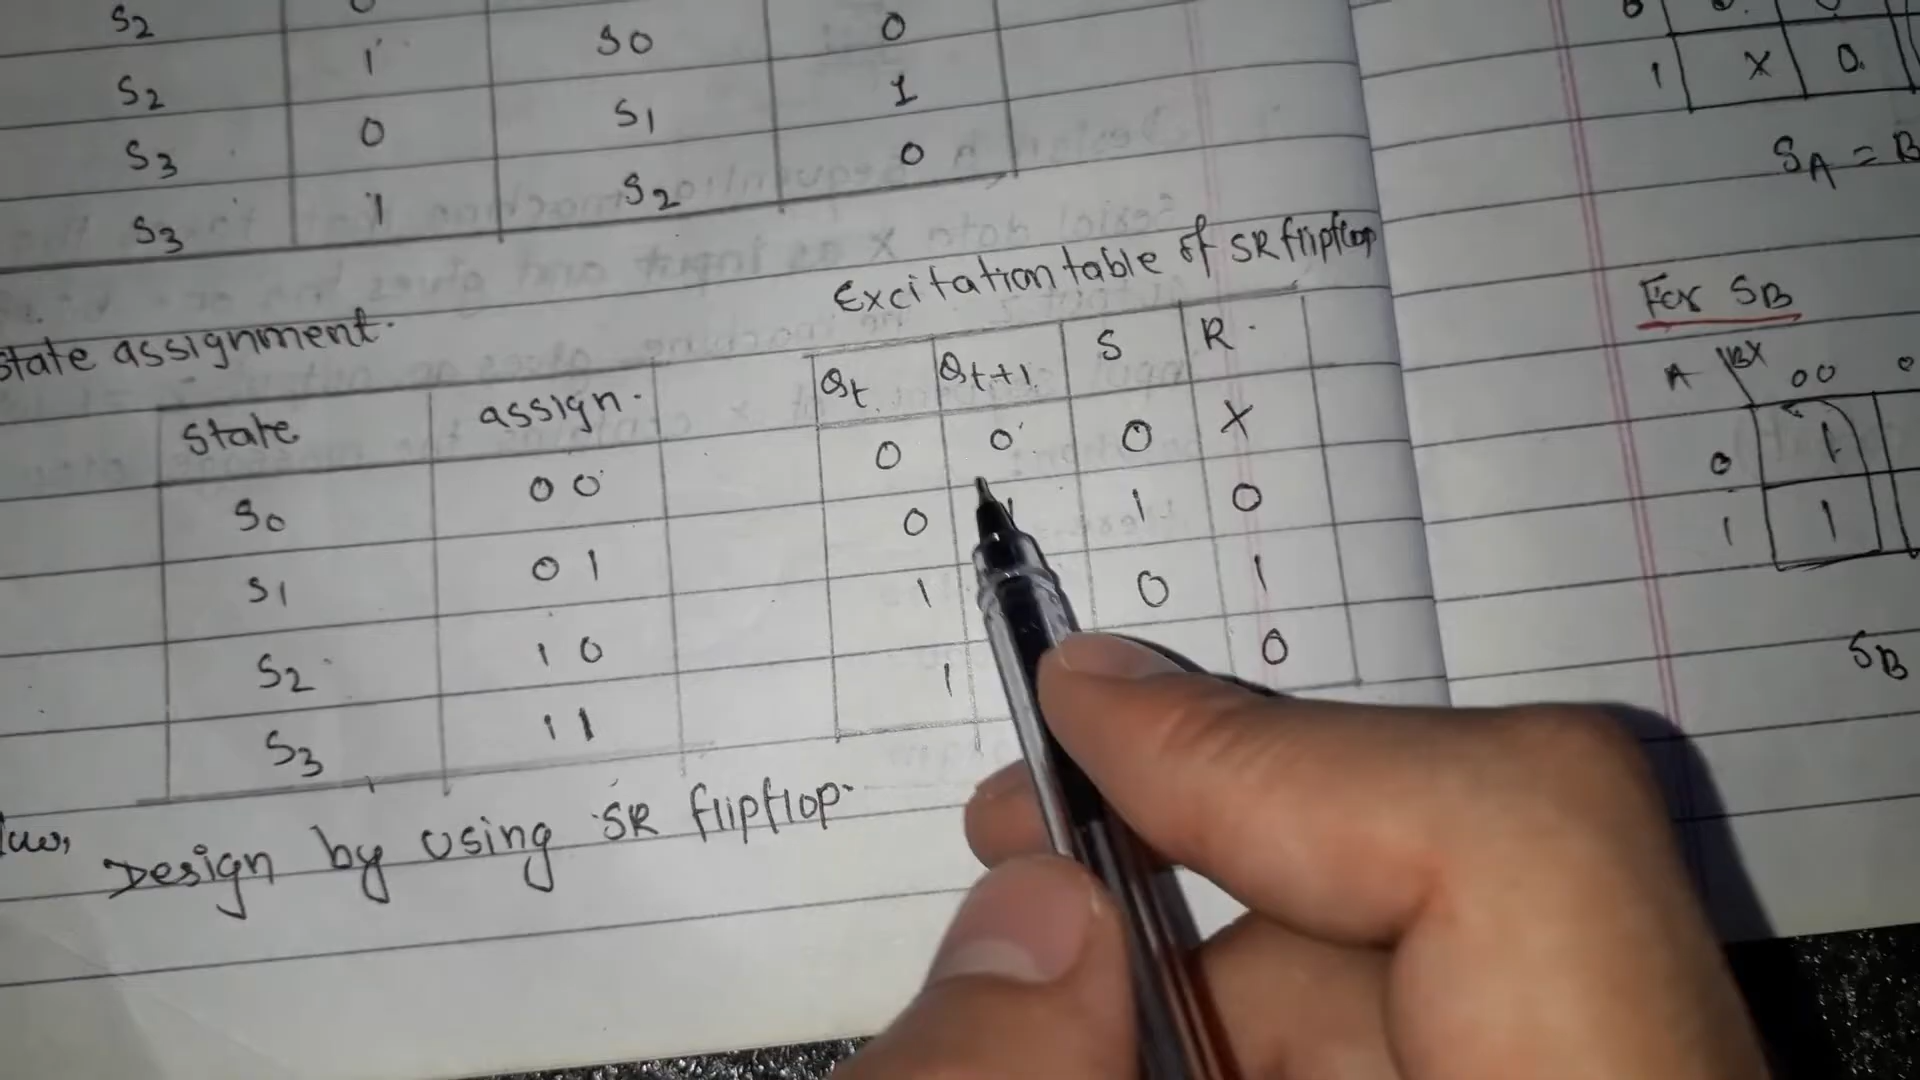 S2 0
S2 1 S0 0
S3 0 S1 1
S3 1 S2 0
State assignment.
State assign.
S0 00
S1 01
S2 10
S3 11
Excitation table of SR flipflop
Qt Qt+1 S R
0 0 0 X
0 1 1 0
1 0 1
1 0
Design by using SR flipflop.
0
1 X 0
SA = B
For SB
A BX 00 0
0 1
1 1
SB